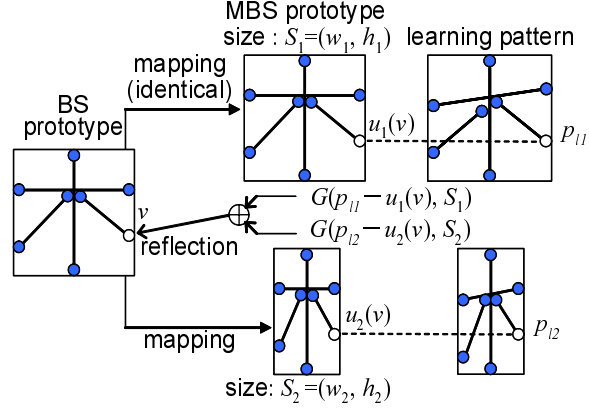 MBS prototype
size : S₁=(w₁, h₁)
learning pattern
mapping
(identical)
BS
prototype
u₁(v)
pₗ₁
v
G(pₗ₁−u₁(v), S₁)
G(pₗ₂−u₂(v), S₂)
reflection
u₂(v)
pₗ₂
mapping
size: S₂=(w₂, h₂)